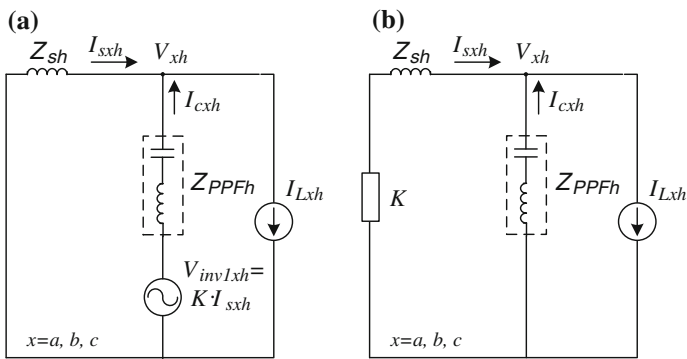 (a)
Z_sh
I_sxh
V_xh
I_cxh
Z_PPFh
I_Lxh
V_inv1xh=
K·I_sxh
x=a, b, c
(b)
Z_sh
I_sxh
V_xh
I_cxh
K
Z_PPFh
I_Lxh
x=a, b, c